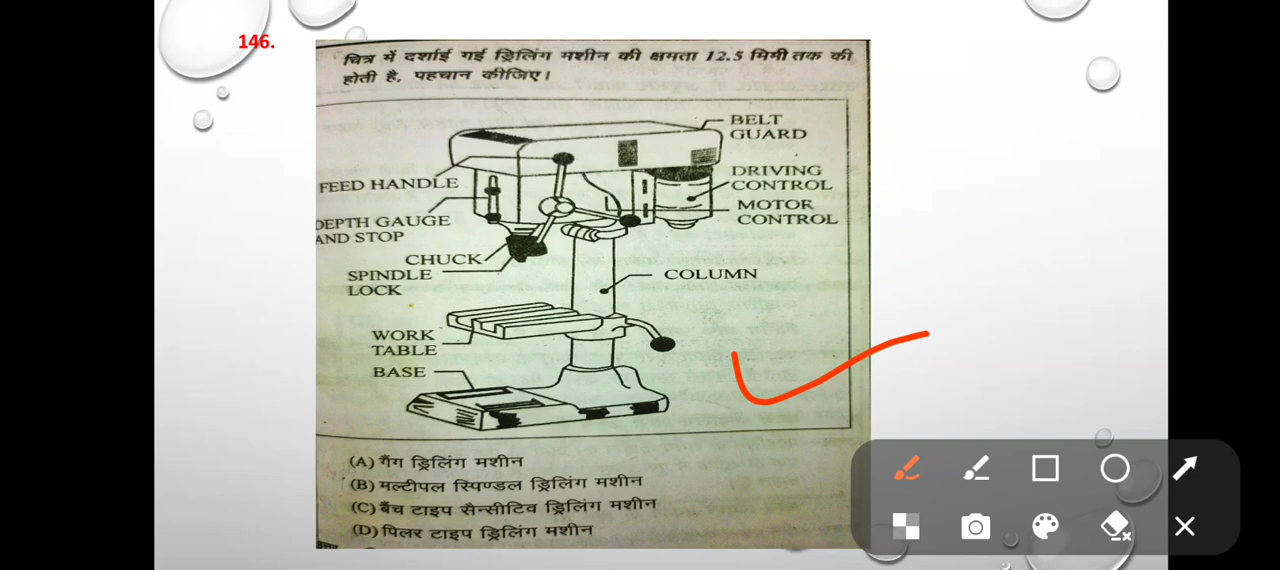 146.
चित्र में दर्शाई गई ड्रिलिंग मशीन की क्षमता 12.5 मिमी तक की
होती है, पहचान कीजिए।
BELT
GUARD
DRIVING
CONTROL
FEED HANDLE
MOTOR
CONTROL
DEPTH GAUGE
AND STOP
CHUCK
SPINDLE
LOCK
COLUMN
WORK
TABLE
BASE
(A) गैंग ड्रिलिंग मशीन
(B) मल्टीपल स्पिण्डल ड्रिलिंग मशीन
(C) बैंच टाइप सैन्सीटिव ड्रिलिंग मशीन
(D) पिलर टाइप ड्रिलिंग मशीन